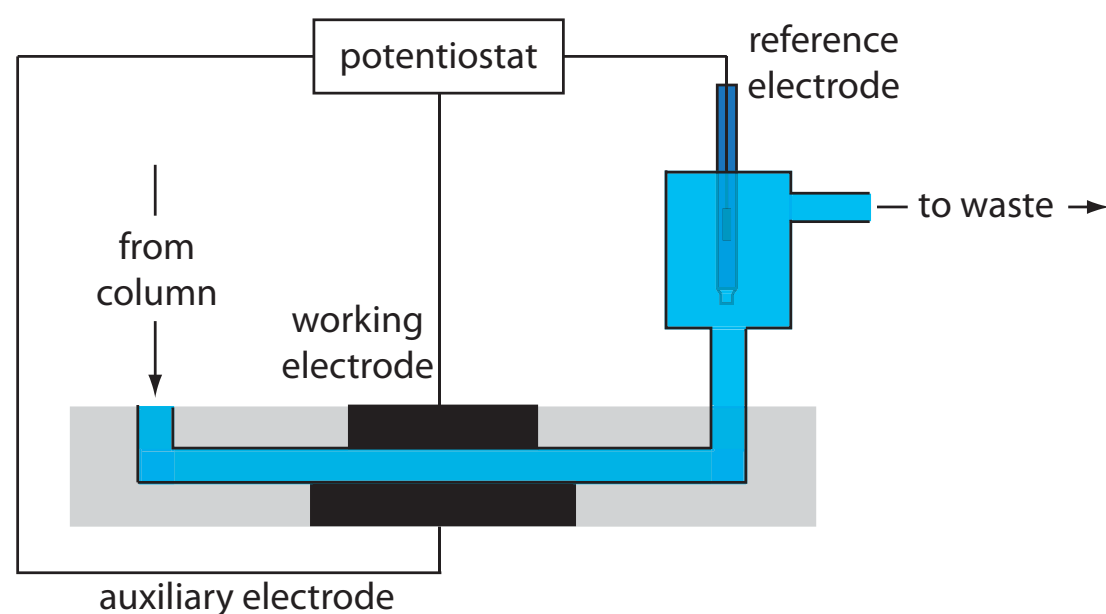 potentiostat
reference
electrode
to waste
from
column
working
electrode
auxiliary electrode